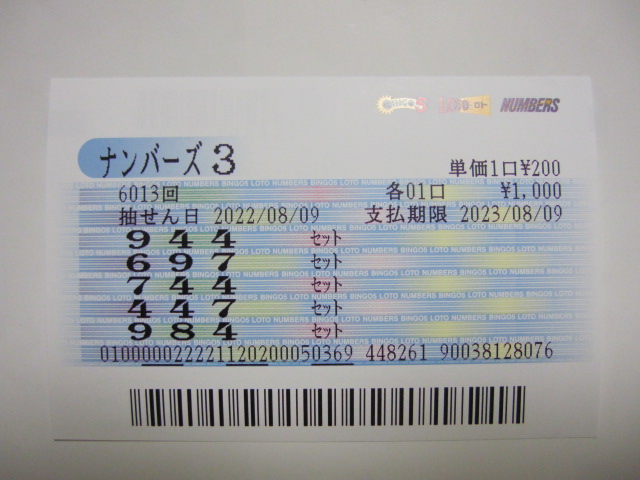 NUMBERS
ナンバーズ3
単価1口¥200
6013回 各01口 ¥1,000
抽せん日 2022/08/09 支払期限 2023/08/09
944 セット
697 セット
744 セット
447 セット
984 セット
010000022221120200050369 448261 90038128076